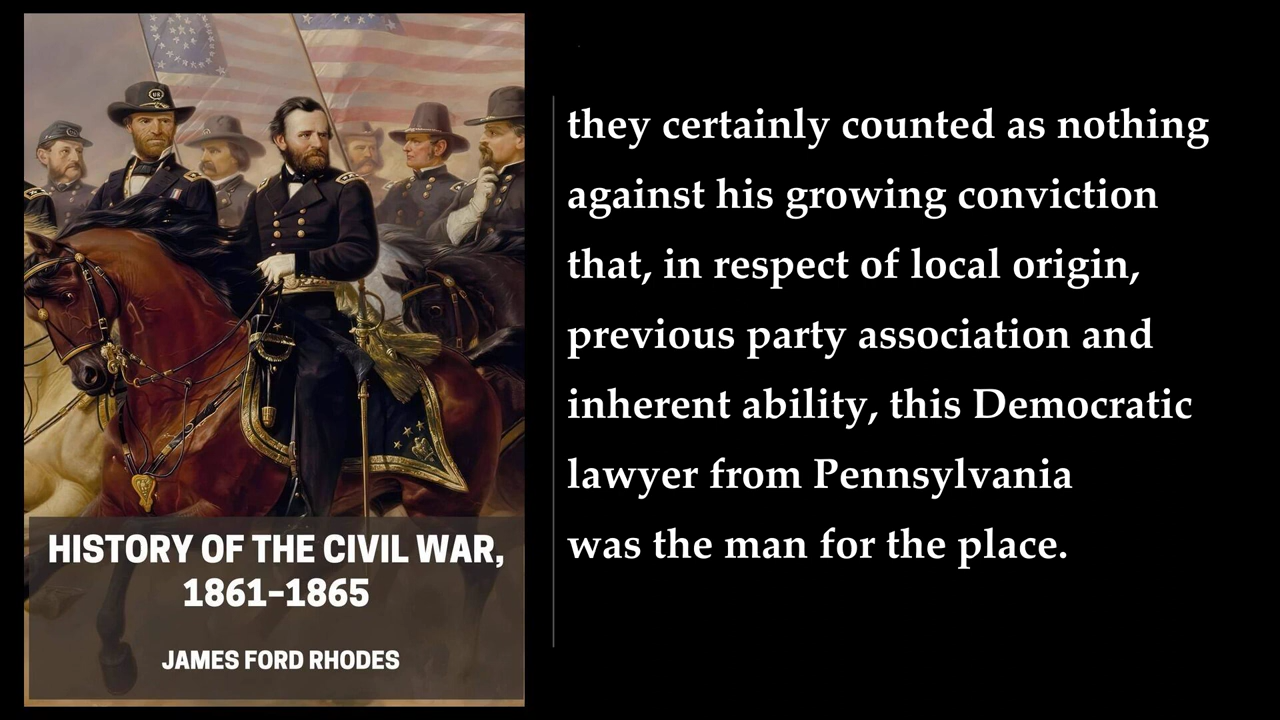 HISTORY OF THE CIVIL WAR,
1861–1865
JAMES FORD RHODES
they certainly counted as nothing
against his growing conviction
that, in respect of local origin,
previous party association and
inherent ability, this Democratic
lawyer from Pennsylvania
was the man for the place.